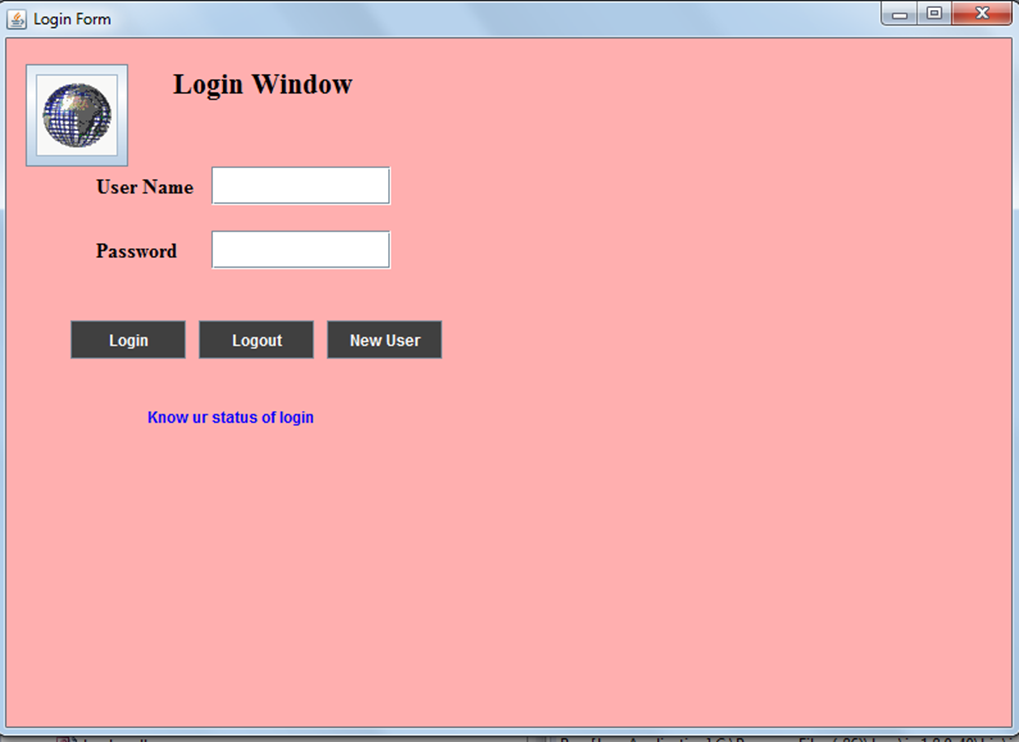 Login Form
Login Window
User Name
Password
Login Logout New User
Know ur status of login